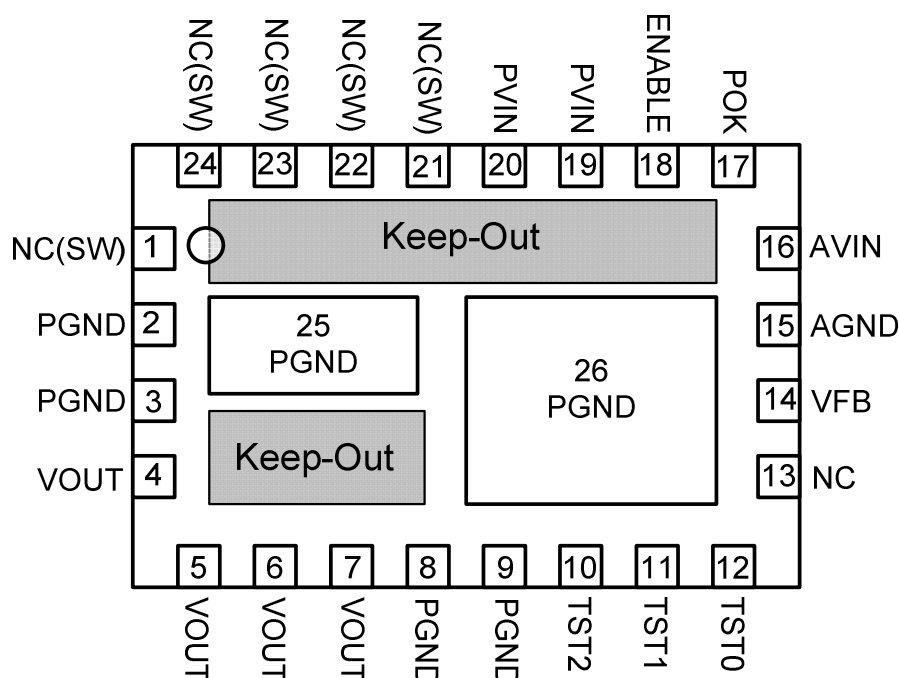 NC(SW)
NC(SW)
NC(SW)
NC(SW)
PVIN
PVIN
ENABLE
POK
24
23
22
21
20
19
18
17
NC(SW)
1
Keep-Out
16
AVIN
PGND
2
25
PGND
15
AGND
PGND
3
26
PGND
14
VFB
VOUT
4
Keep-Out
13
NC
5
6
7
8
9
10
11
12
VOUT
VOUT
VOUT
PGND
PGND
TST2
TST1
TST0